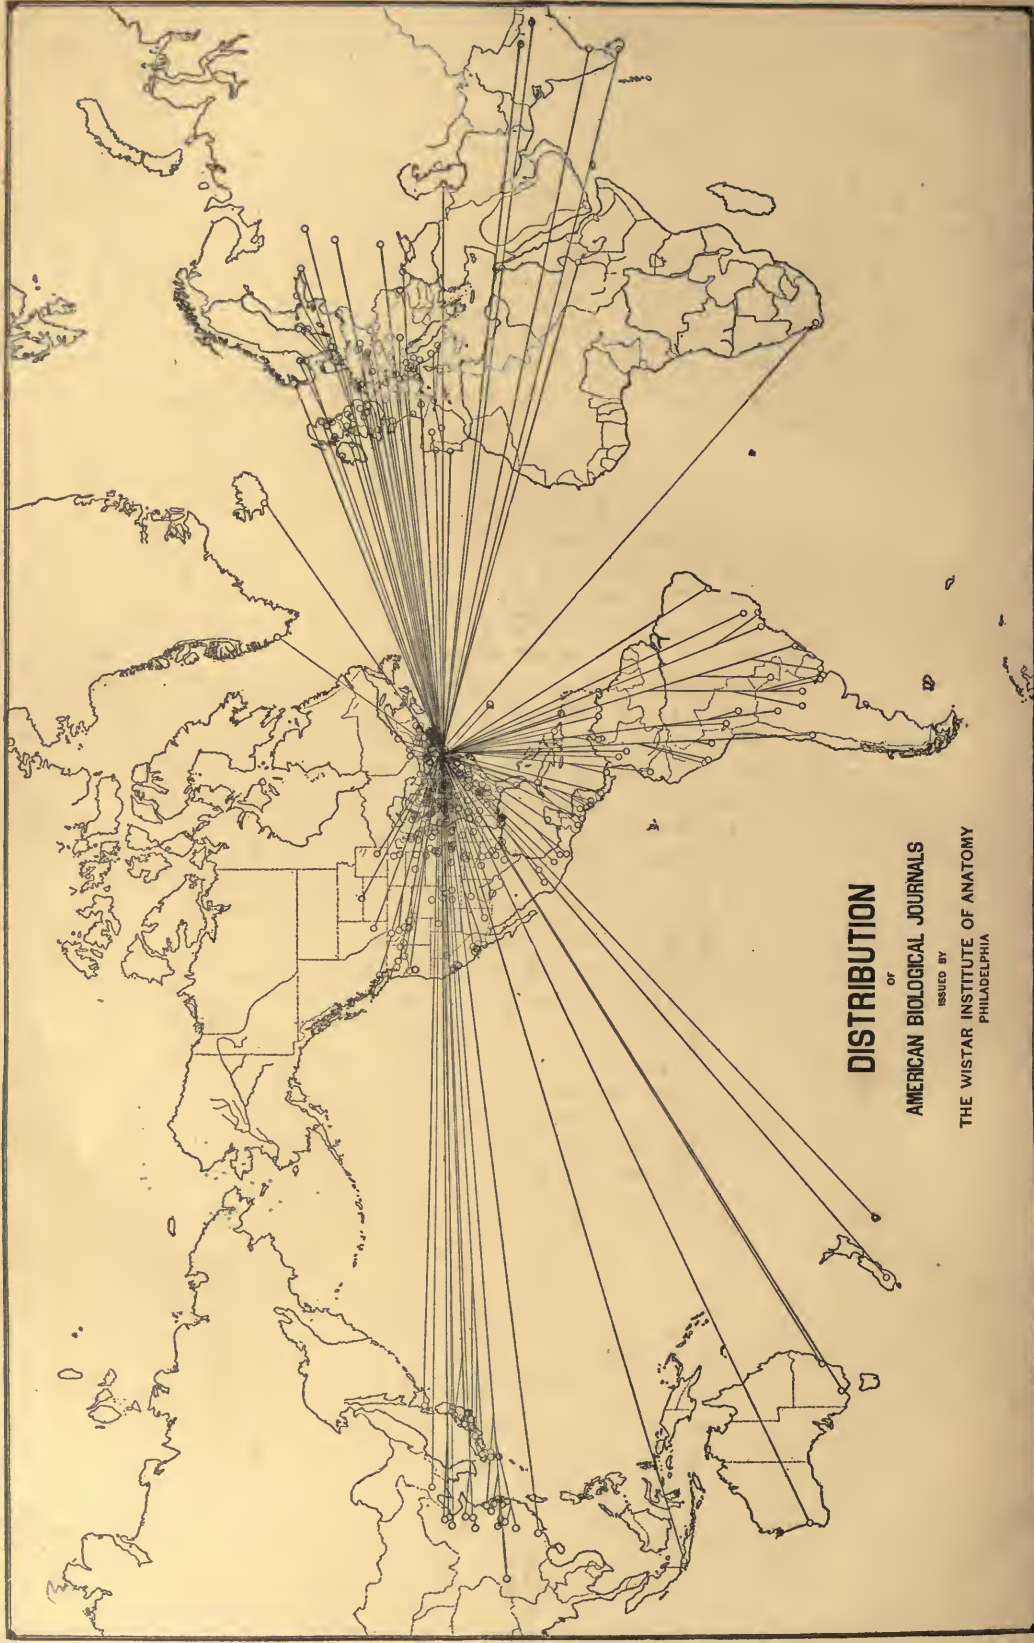 DISTRIBUTION
OF
AMERICAN BIOLOGICAL JOURNALS
ISSUED BY
THE WISTAR INSTITUTE OF ANATOMY
PHILADELPHIA